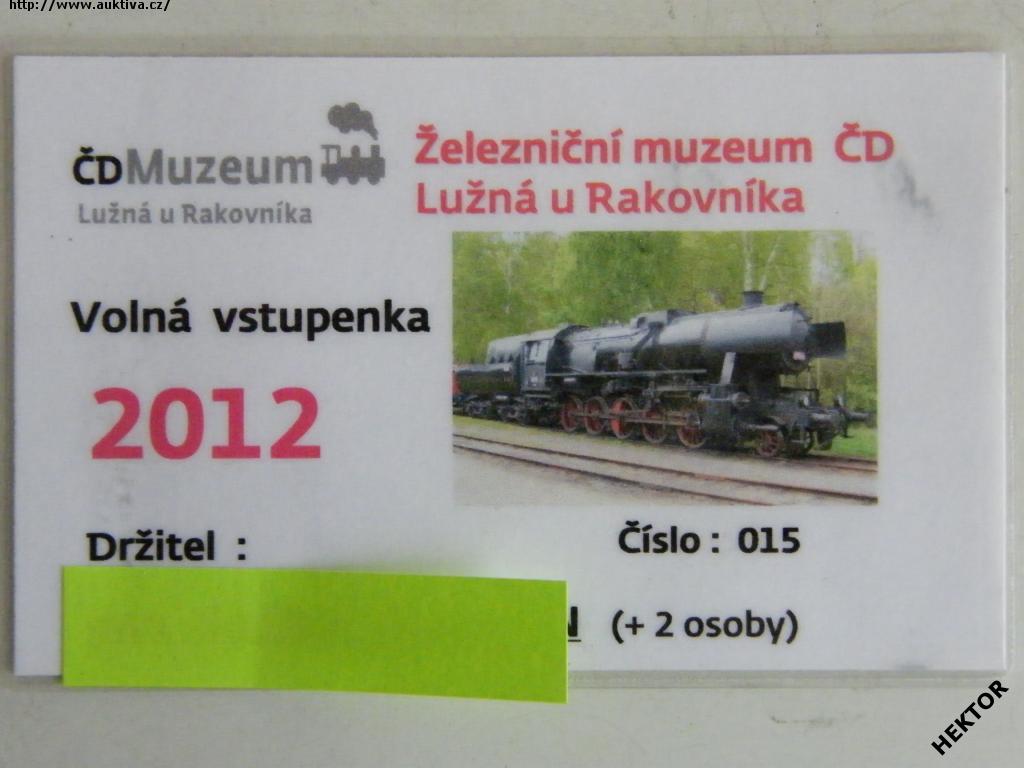 http://www.auktiva.cz/
ČDMuzeum
Lužná u Rakovníka
Železniční muzeum ČD
Lužná u Rakovníka
Volná vstupenka
2012
Držitel :
Číslo : 015
(+ 2 osoby)
HEKTOR